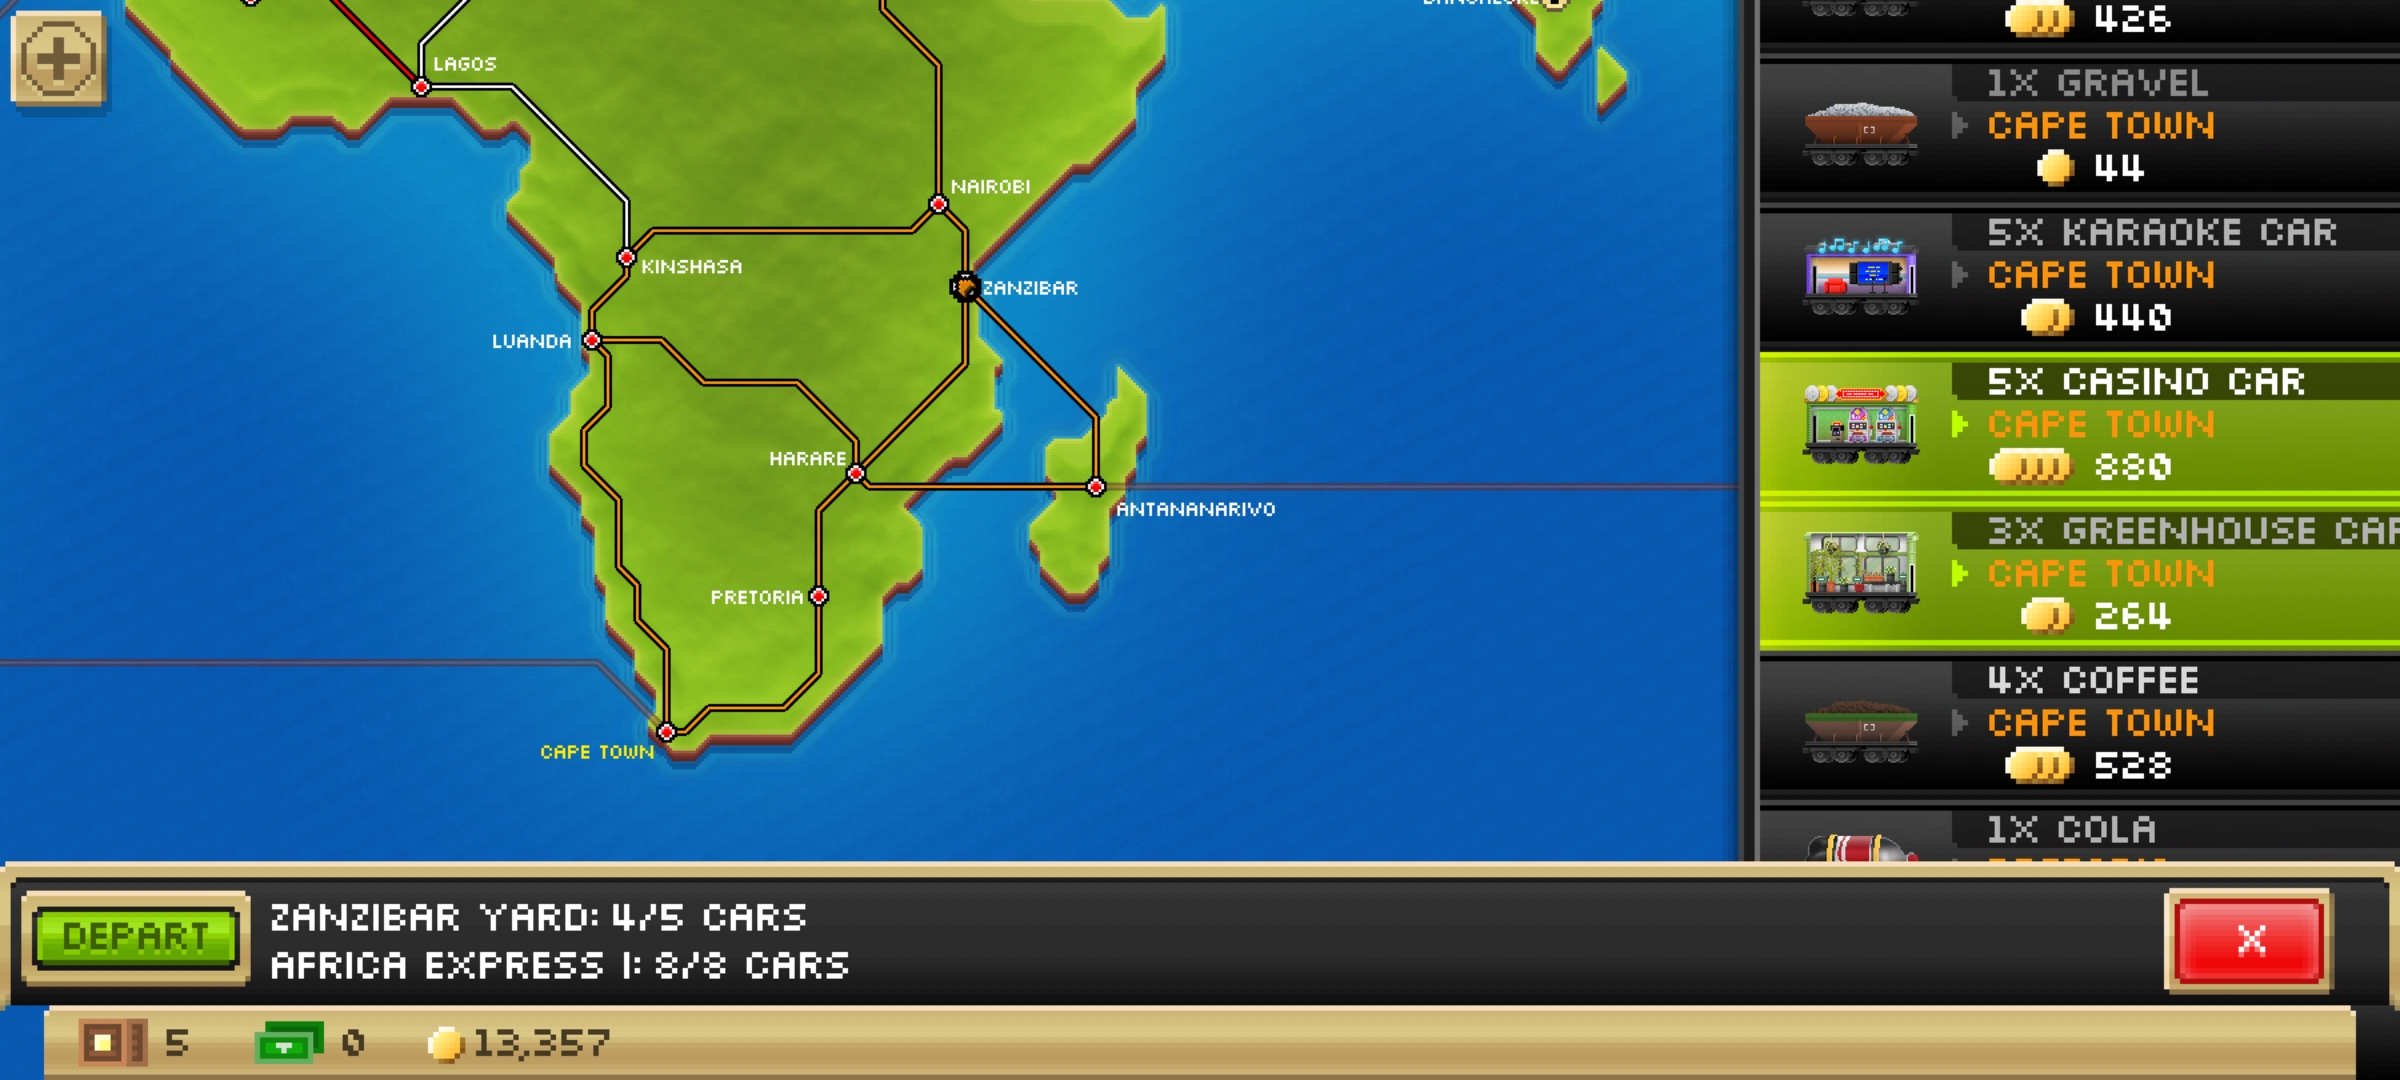 LAGOS
NAIROBI
KINSHASA
ZANZIBAR
LUANDA
HARARE
ANTANANARIVO
PRETORIA
CAPE TOWN
426
1X GRAVEL
CAPE TOWN
44
5X KARAOKE CAR
CAPE TOWN
440
5X CASINO CAR
CAPE TOWN
880
3X GREENHOUSE CAR
CAPE TOWN
264
4X COFFEE
CAPE TOWN
528
1X COLA
DEPART
ZANZIBAR YARD: 4/5 CARS
AFRICA EXPRESS I: 8/8 CARS
X
5
0
13,357